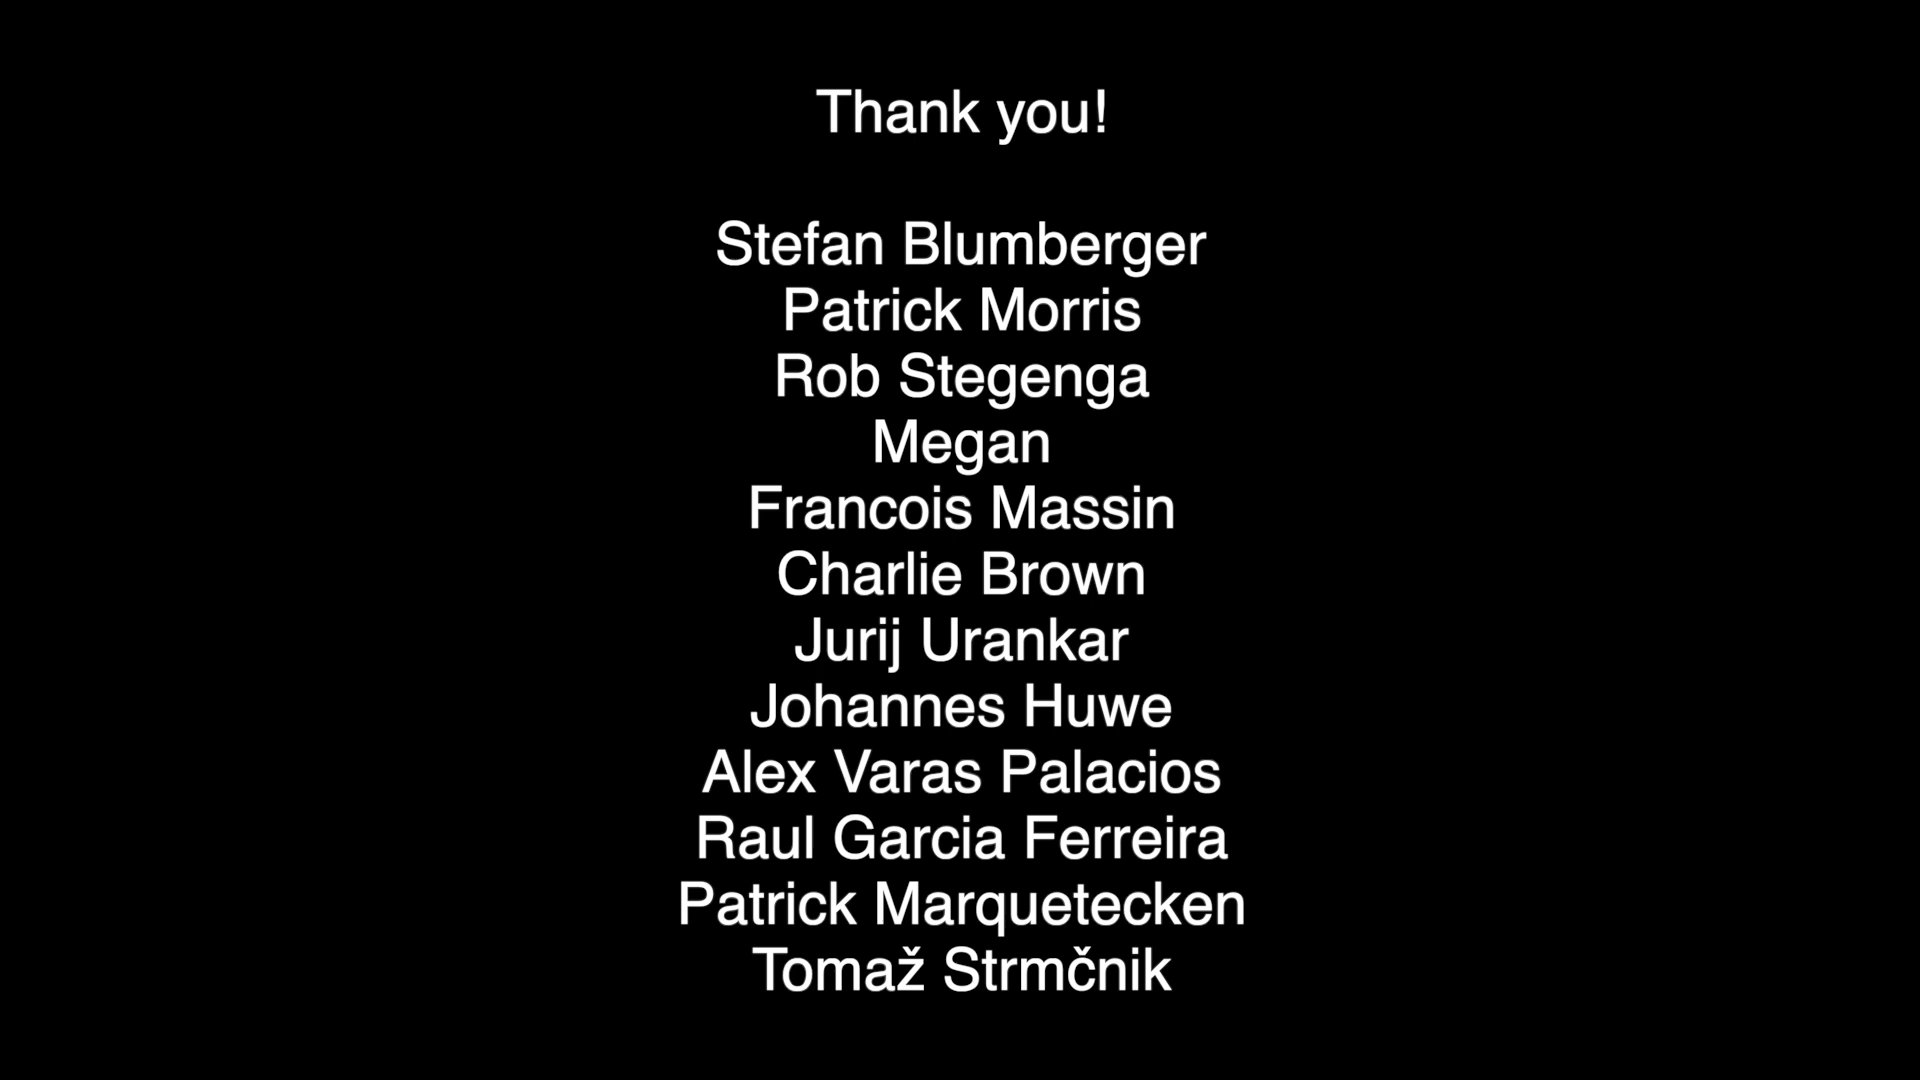 Thank you!
Stefan Blumberger
Patrick Morris
Rob Stegenga
Megan
Francois Massin
Charlie Brown
Jurij Urankar
Johannes Huwe
Alex Varas Palacios
Raul Garcia Ferreira
Patrick Marquetecken
Tomaž Strmčnik